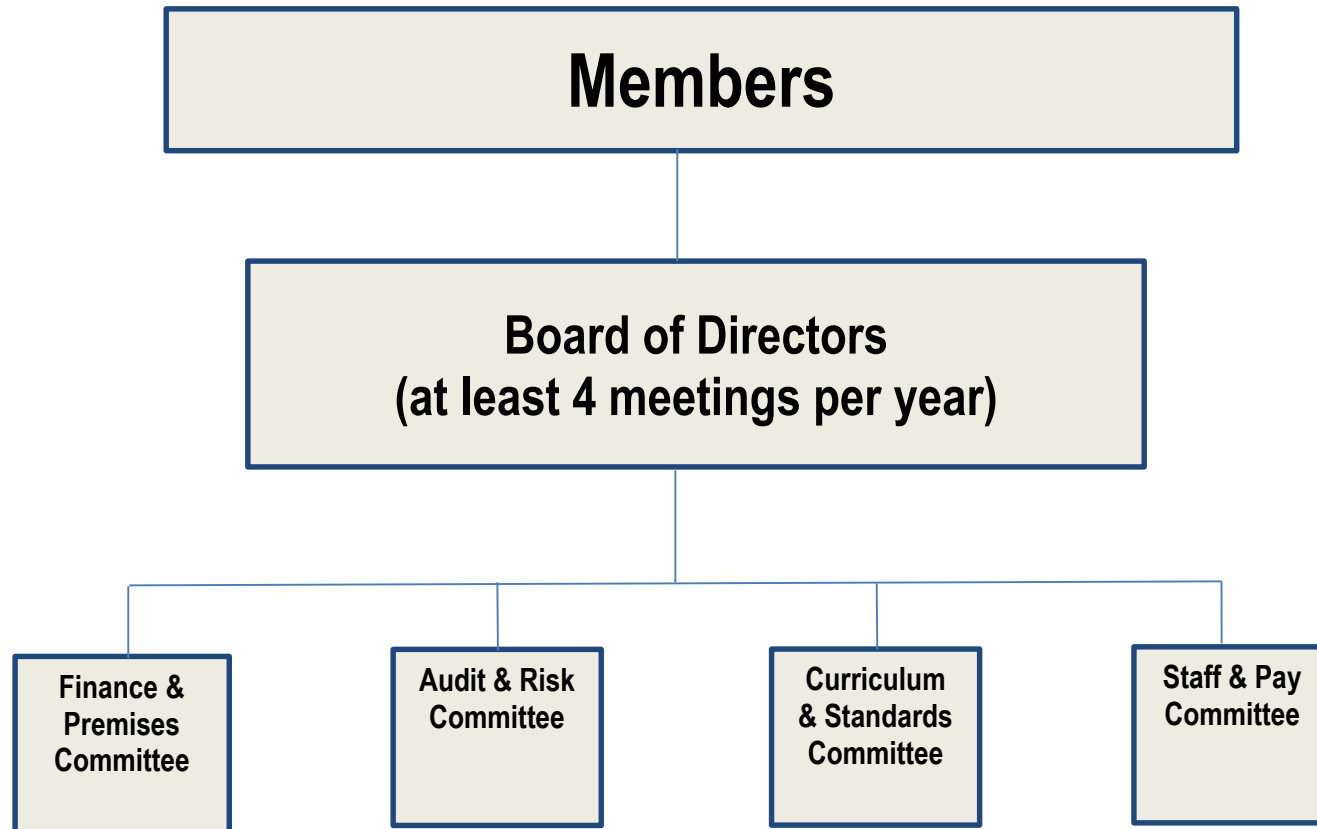 Members
Board of Directors
(at least 4 meetings per year)
Finance &
Premises
Committee
Audit & Risk
Committee
Curriculum
& Standards
Committee
Staff & Pay
Committee